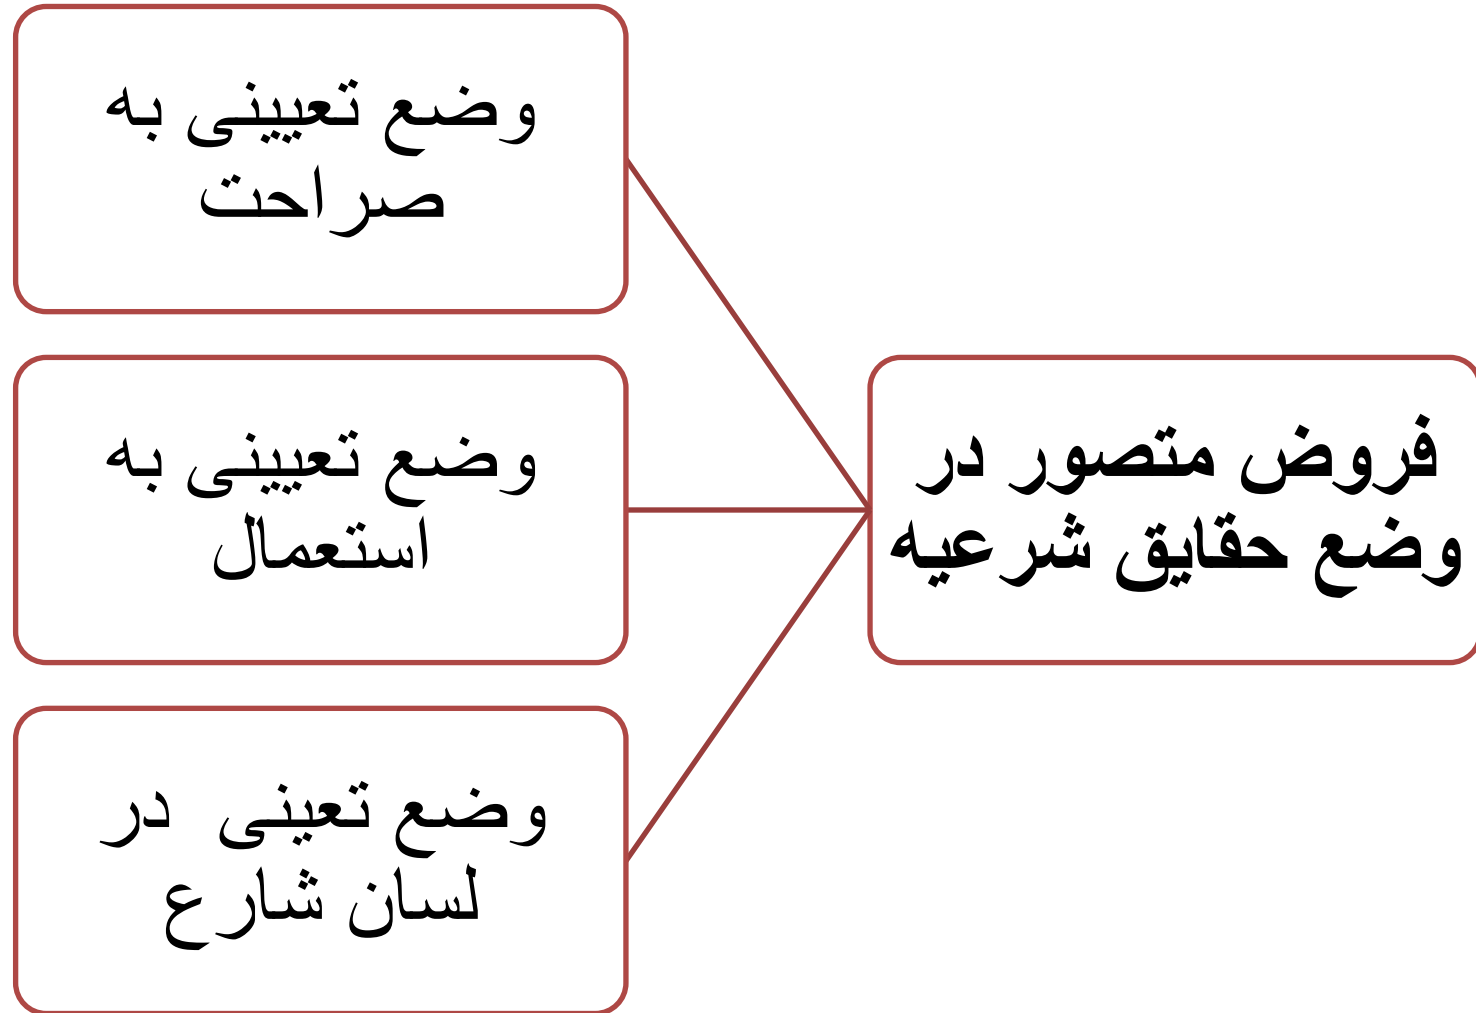 فروض متصور در
وضع حقایق شرعیه
وضع تعیینی به
صراحت
وضع تعیینی به
استعمال
وضع تعینی در
لسان شارع